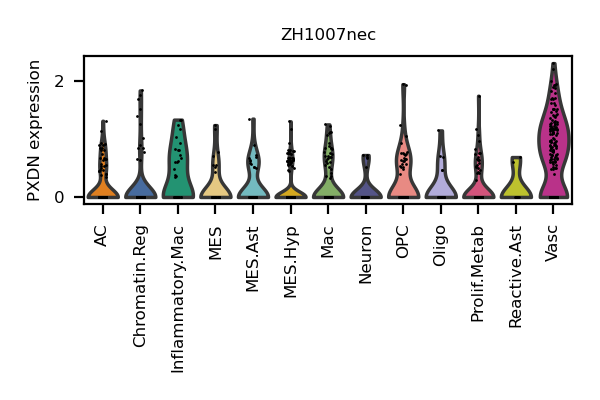 ZH1007nec
PXDN expression
2
0
AC
Chromatin.Reg
Inflammatory.Mac
MES
MES.Ast
MES.Hyp
Mac
Neuron
OPC
Oligo
Prolif.Metab
Reactive.Ast
Vasc